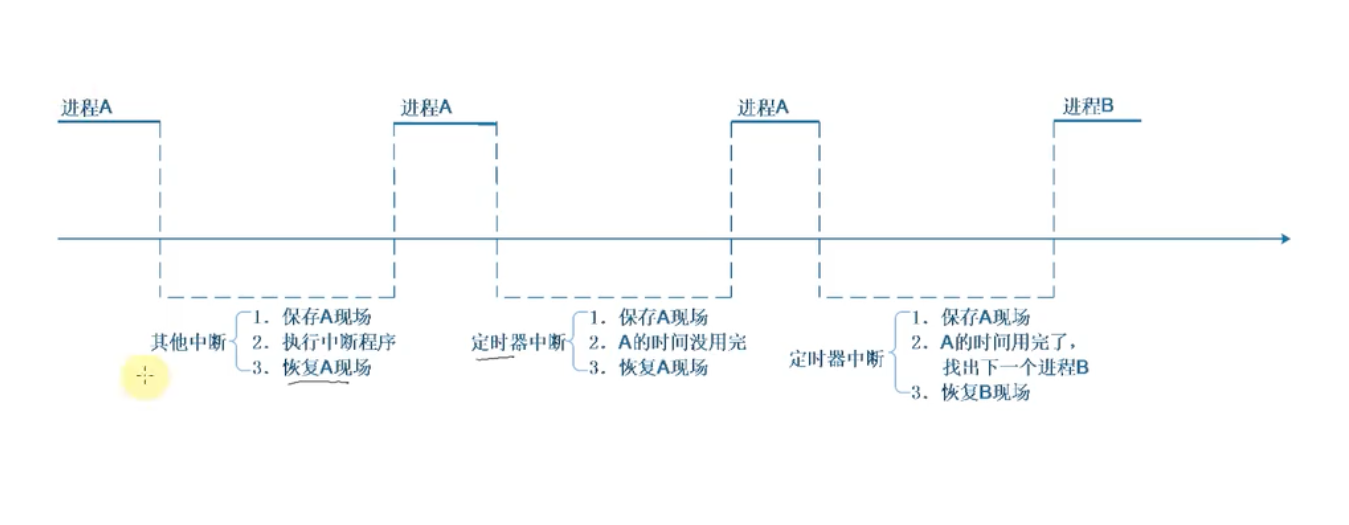 进程A
进程A
进程A
进程B
其他中断
1. 保存A现场
2. 执行中断程序
3. 恢复A现场
定时器中断
1. 保存A现场
2. A的时间没用完
3. 恢复A现场
定时器中断
1. 保存A现场
2. A的时间用完了，
找出下一个进程B
3. 恢复B现场